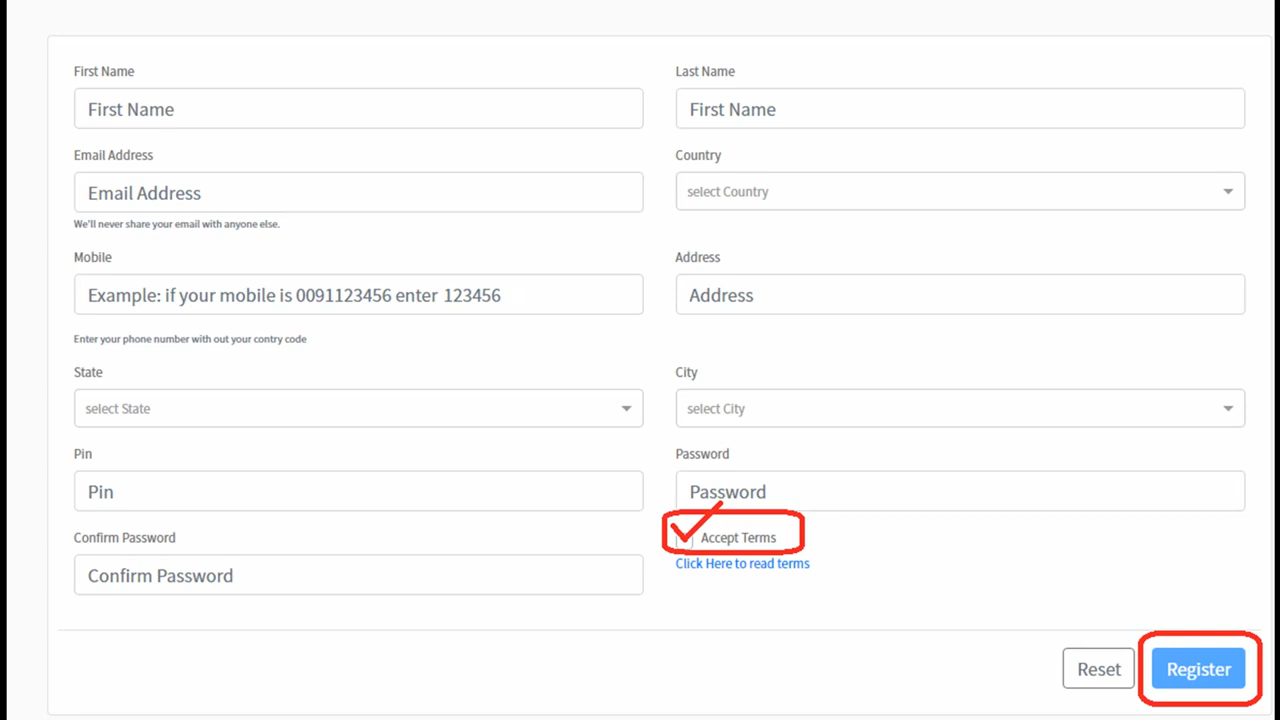 First Name
Last Name
First Name
First Name
Email Address
Country
Email Address
select Country
We'll never share your email with anyone else.
Mobile
Address
Example: if your mobile is 0091123456 enter 123456
Address
Enter your phone number with out your contry code
State
City
select State
select City
Pin
Password
Pin
Password
Confirm Password
Accept Terms
Click Here to read terms
Confirm Password
Reset
Register